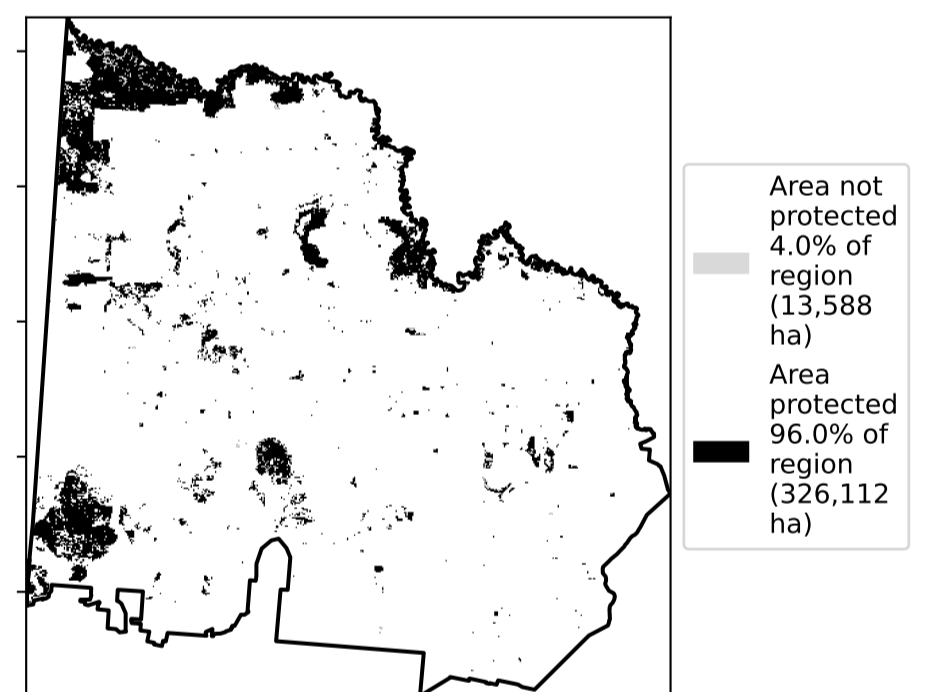 Area not
protected
4.0% of
region
(13,588
ha)
Area
protected
96.0% of
region
(326,112
ha)